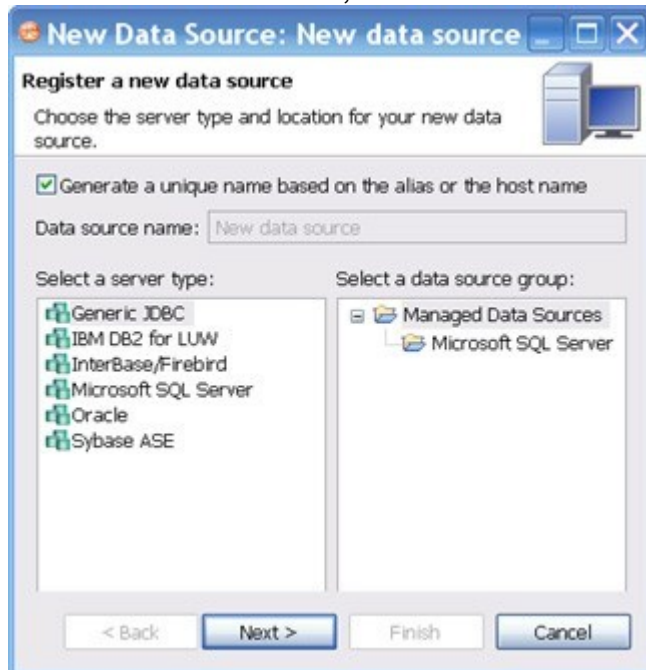 New Data Source: New data source
Register a new data source
Choose the server type and location for your new data
source.
Generate a unique name based on the alias or the host name
Data source name: New data source
Select a server type:
Generic JDBC
IBM DB2 for LUW
InterBase/Firebird
Microsoft SQL Server
Oracle
Sybase ASE
Select a data source group:
Managed Data Sources
Microsoft SQL Server
< Back
Next >
Finish
Cancel